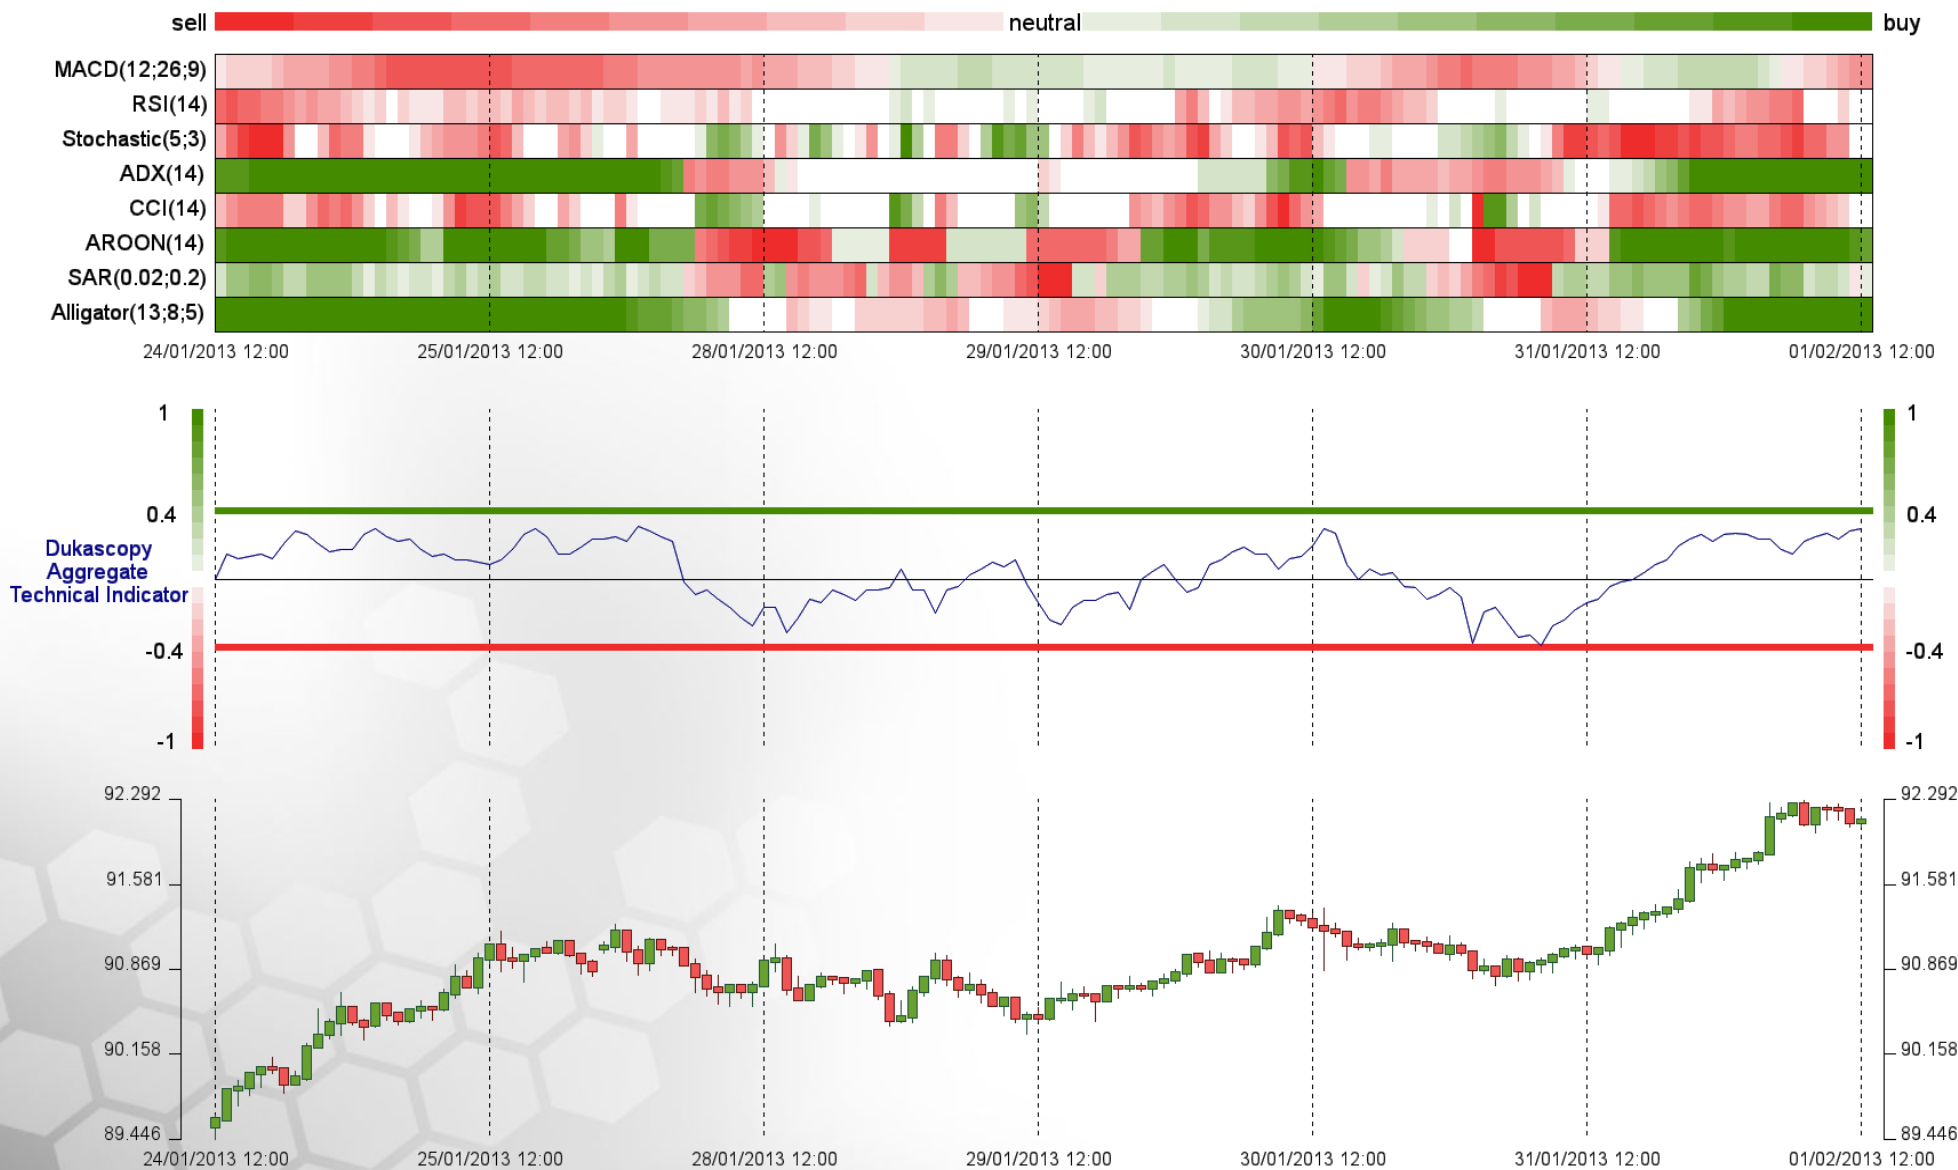 sell neutral buy
MACD(12;26;9)
RSI(14)
Stochastic(5;3)
ADX(14)
CCI(14)
AROON(14)
SAR(0.02;0.2)
Alligator(13;8;5)
24/01/2013 12:00 25/01/2013 12:00 28/01/2013 12:00 29/01/2013 12:00 30/01/2013 12:00 31/01/2013 12:00 01/02/2013 12:00
1 1
0.4 0.4
Dukascopy
Aggregate
Technical Indicator
-0.4 -0.4
-1 -1
92.292 92.292
91.581 91.581
90.869 90.869
90.158 90.158
89.446 89.446
24/01/2013 12:00 25/01/2013 12:00 28/01/2013 12:00 29/01/2013 12:00 30/01/2013 12:00 31/01/2013 12:00 01/02/2013 12:00